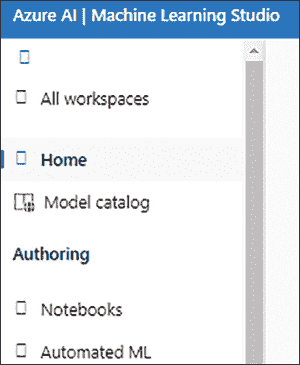 Azure AI | Machine Learning Studio
All workspaces
Home
Model catalog
Authoring
Notebooks
Automated ML